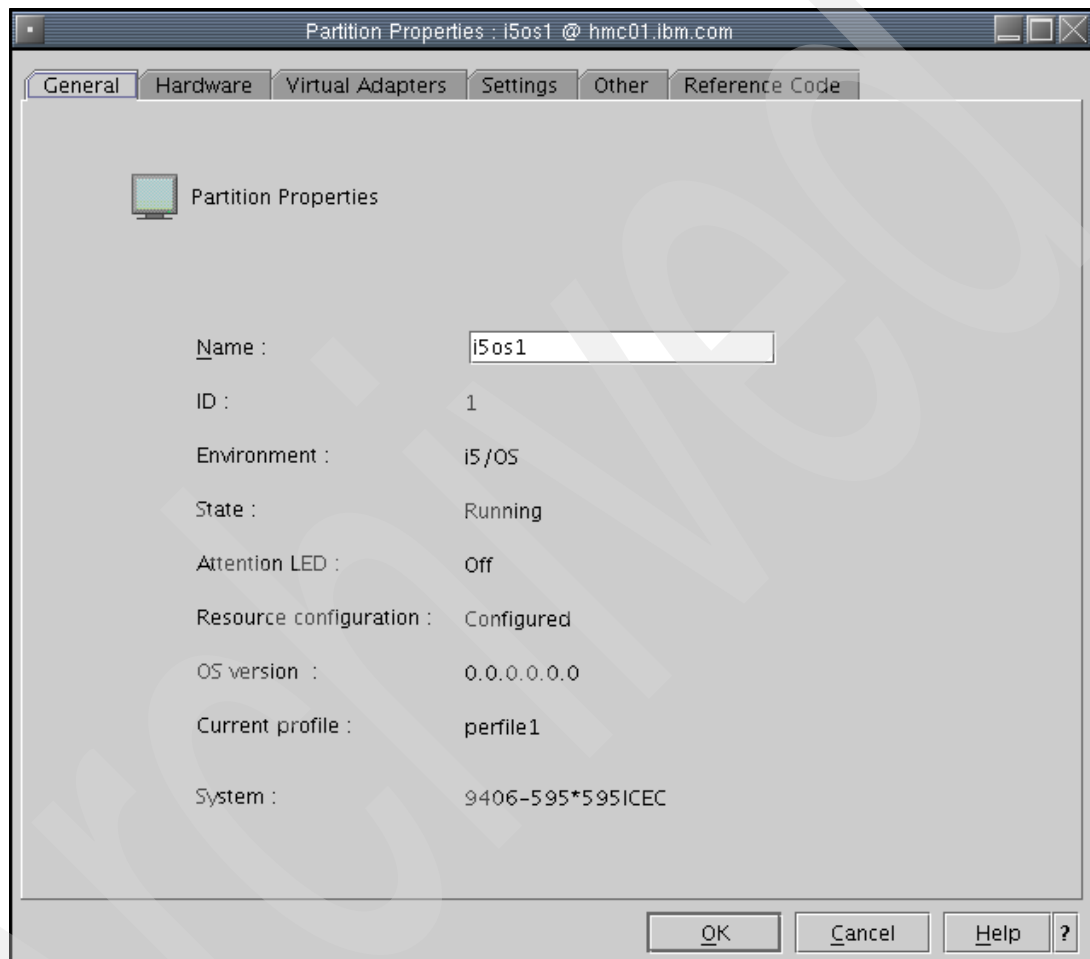 Partition Properties : i5os1 @ hmc01.ibm.com
General Hardware Virtual Adapters Settings Other Reference Code
Partition Properties
Name : i5os1
ID : 1
Environment : i5/OS
State : Running
Attention LED : Off
Resource configuration : Configured
OS version : 0.0.0.0.0.0
Current profile : perfile1
System : 9406-595*595ICEC
OK Cancel Help ?